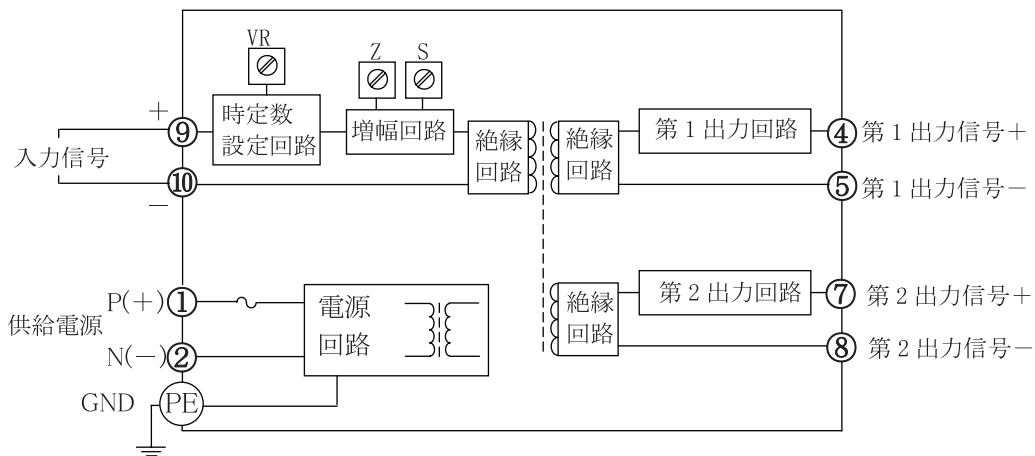 VR
Z
S
+
時定数
設定回路
増幅回路
第1出力回路
⑨
④
第1出力信号+
入力信号
絶縁
回路
絶縁
回路
⑩
⑤
第1出力信号−
−
P(+)
①
電源
回路
絶縁
回路
第2出力回路
⑦
第2出力信号+
供給電源
N(−)
②
⑧
第2出力信号−
GND
PE